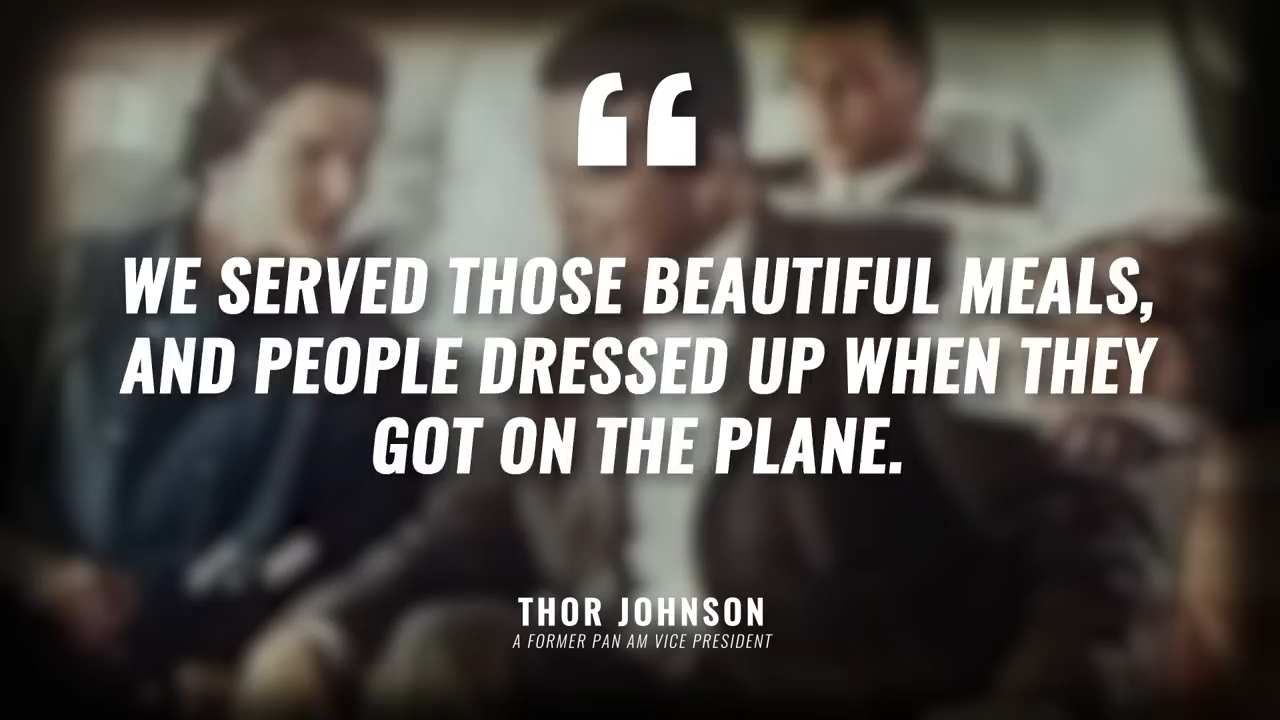 “
WE SERVED THOSE BEAUTIFUL MEALS,
AND PEOPLE DRESSED UP WHEN THEY
GOT ON THE PLANE.
THOR JOHNSON
A FORMER PAN AM VICE PRESIDENT